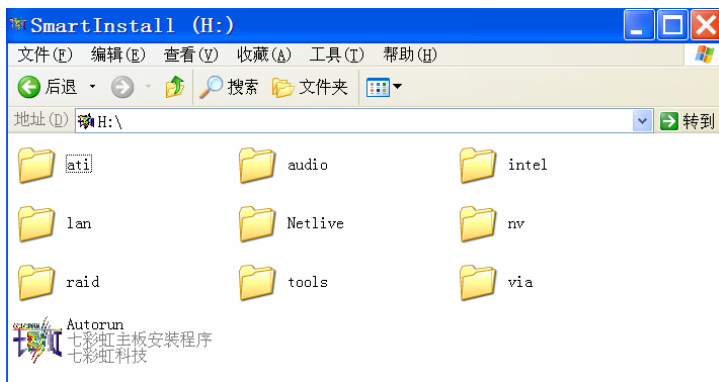 SmartInstall (H:)
文件(F) 编辑(E) 查看(V) 收藏(A) 工具(T) 帮助(H)
后退 搜索 文件夹
地址(D) H:\ 转到
ati audio intel
lan Netlive nv
raid tools via
Autorun
七彩虹主板安装程序
七彩虹科技